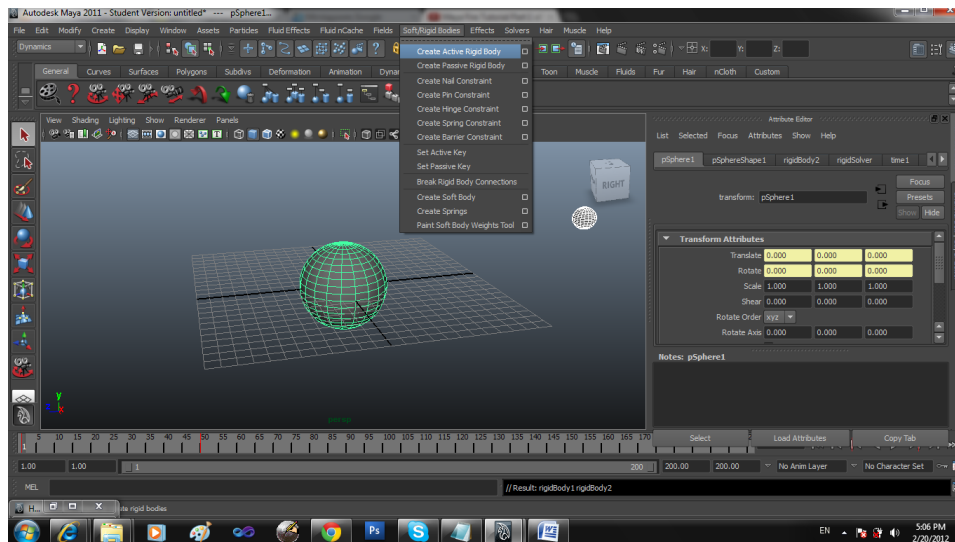 Autodesk Maya 2011 - Student Version: untitled* --- pSphere1...
File Edit Modify Create Display Window Assets Particles Fluid Effects Fluid nCache Fields Soft/Rigid Bodies Effects Solvers Hair Muscle Help
Dynamics X: Y: Z:
General Curves Surfaces Polygons Subdivs Deformation Animation Toon Muscle Fluids Fur Hair nCloth Custom
Create Active Rigid Body
Create Passive Rigid Body
Create Nail Constraint
Create Pin Constraint
Create Hinge Constraint
Create Spring Constraint
Create Barrier Constraint
Set Active Key
Set Passive Key
Break Rigid Body Connections
Create Soft Body
Create Springs
Paint Soft Body Weights Tool
View Shading Lighting Show Renderer Panels
RIGHT
y
z x
persp
Attribute Editor
List Selected Focus Attributes Show Help
pSphere1 pSphereShape1 rigidBody2 rigidSolver time1
transform: pSphere1
Focus
Presets
Show Hide
Transform Attributes
Translate 0.000 0.000 0.000
Rotate 0.000 0.000 0.000
Scale 1.000 1.000 1.000
Shear 0.000 0.000 0.000
Rotate Order xyz
Rotate Axis 0.000 0.000 0.000
Notes: pSphere1
Select Load Attributes Copy Tab
1 5 10 15 20 25 30 35 40 45 50 55 60 65 70 75 80 85 90 95 100 105 110 115 120 125 130 135 140 145 150 155 160 165 170
1.00 1.00 1 200 200.00 200.00 No Anim Layer No Character Set
MEL // Result: rigidBody1 rigidBody2
H... te rigid bodies
Ps S W
EN 5:06 PM
2/20/2012